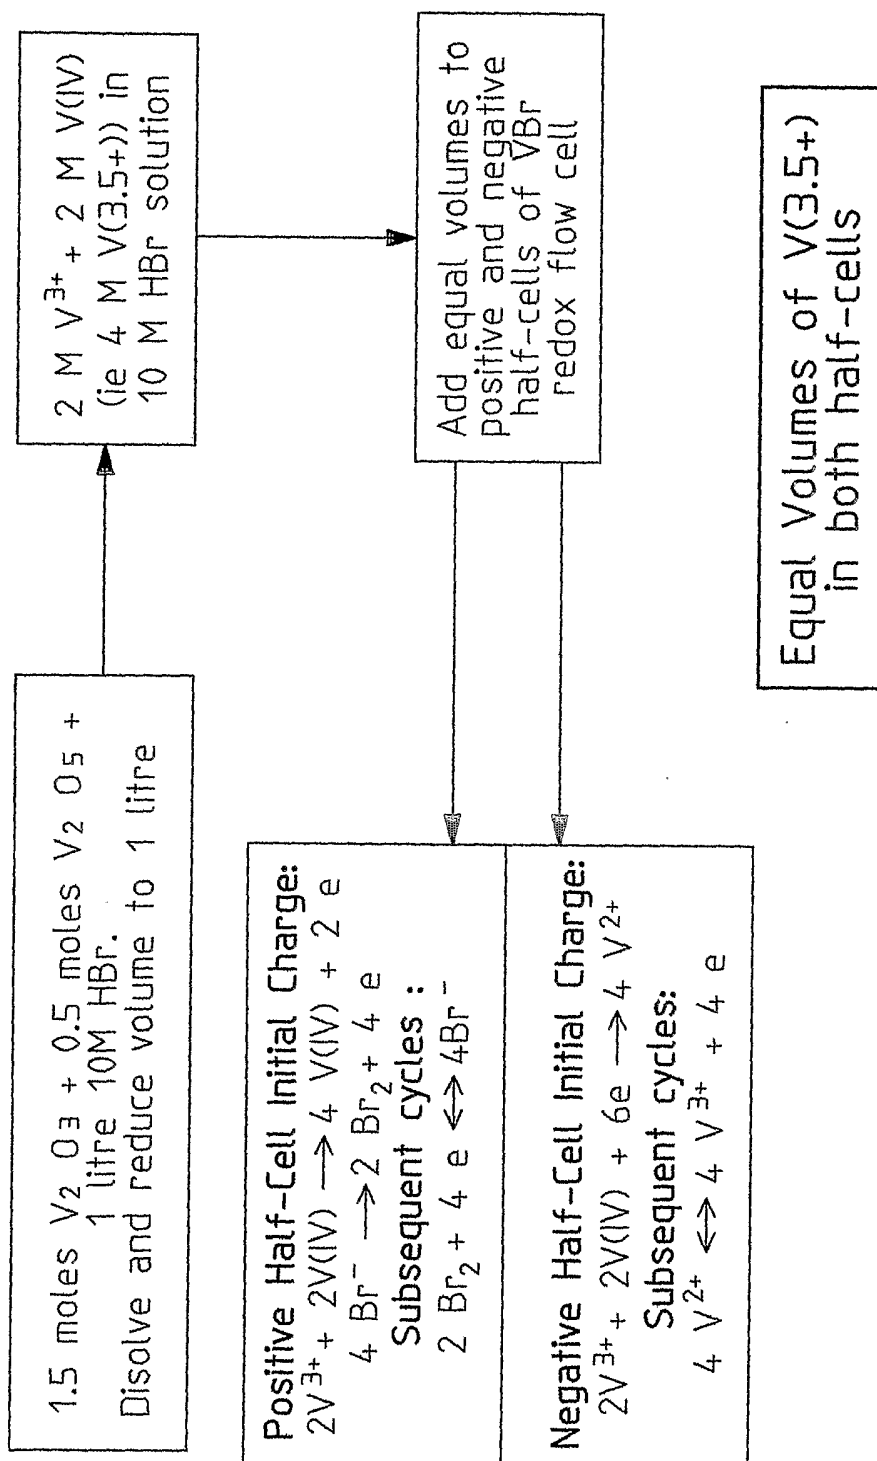 1.5 moles V₂ O₃ + 0.5 moles V₂ O₅ +
1 litre 10M HBr.
Disolve and reduce volume to 1 litre
2 M V³⁺ + 2 M V(IV)
(ie 4 M V(3.5+)) in
10 M HBr solution
Add equal volumes to
positive and negative
half-cells of VBr
redox flow cell
Positive Half-Cell Initial Charge:
2V³⁺ + 2V(IV) ⟶ 4 V(IV) + 2 e
4 Br⁻ ⟶ 2 Br₂ + 4 e
Subsequent cycles :
2 Br₂ + 4 e ⟷ 4Br⁻
Negative Half-Cell Initial Charge:
2V³⁺ + 2V(IV) + 6e ⟶ 4 V²⁺
Subsequent cycles:
4 V²⁺ ⟷ 4 V³⁺ + 4 e
Equal Volumes of V(3.5+)
in both half-cells